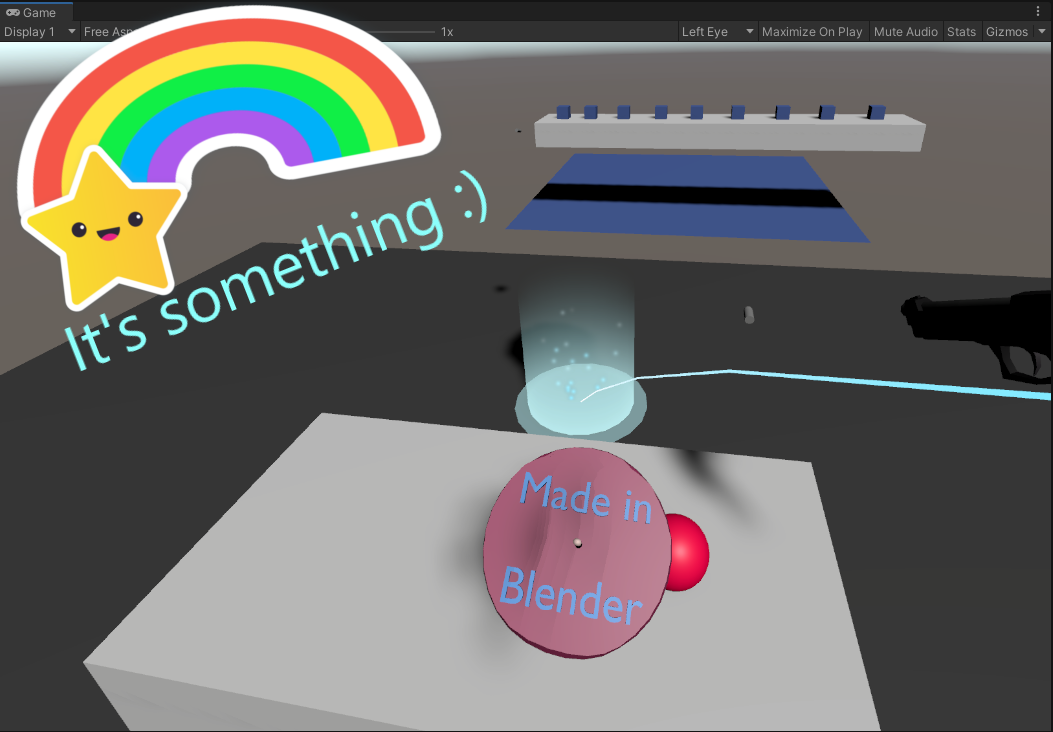 Game
Display 1
Free Asp
1x
Left Eye
Maximize On Play
Mute Audio
Stats
Gizmos
It's something :)
Made in
Blender